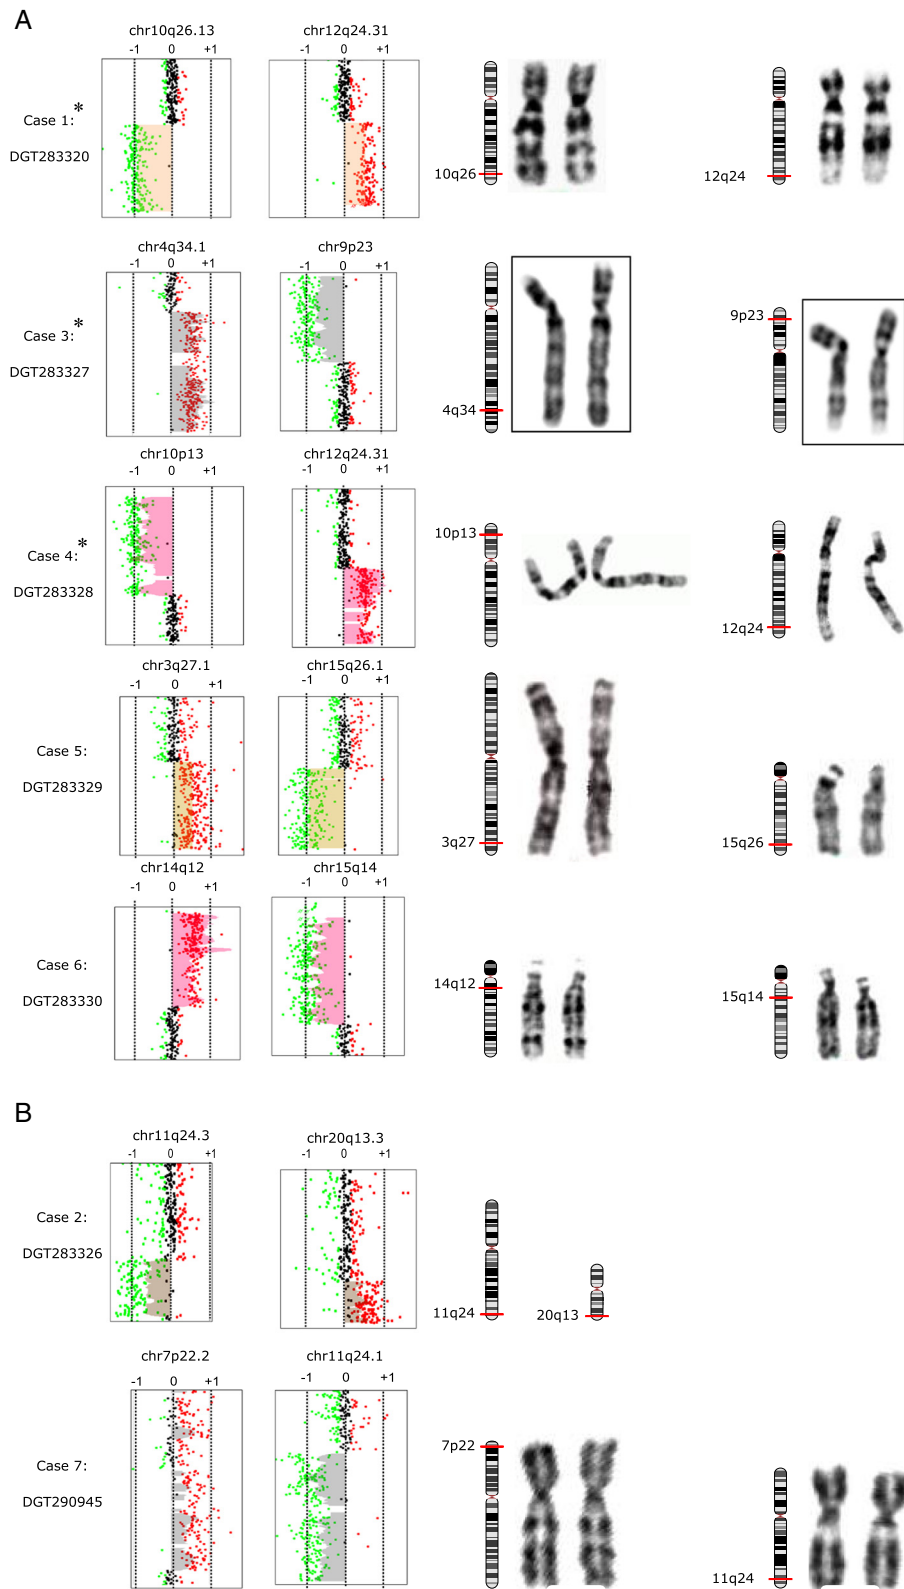 A
chr10q26.13 chr12q24.31
-1 0 +1 -1 0 +1
Case 1:*
DGT283320
10q26 12q24
chr4q34.1 chr9p23
-1 0 +1 -1 0 +1
Case 3:*
DGT283327
9p23
4q34
chr10p13 chr12q24.31
-1 0 +1 -1 0 +1
Case 4:*
DGT283328
10p13
12q24
chr3q27.1 chr15q26.1
-1 0 +1 -1 0 +1
Case 5:
DGT283329
3q27 15q26
chr14q12 chr15q14
-1 0 +1 -1 0 +1
Case 6:
DGT283330
14q12 15q14
B
chr11q24.3 chr20q13.3
-1 0 +1 -1 0 +1
Case 2:
DGT283326
11q24 20q13
chr7p22.2 chr11q24.1
-1 0 +1 -1 0 +1
Case 7:
DGT290945
7p22
11q24